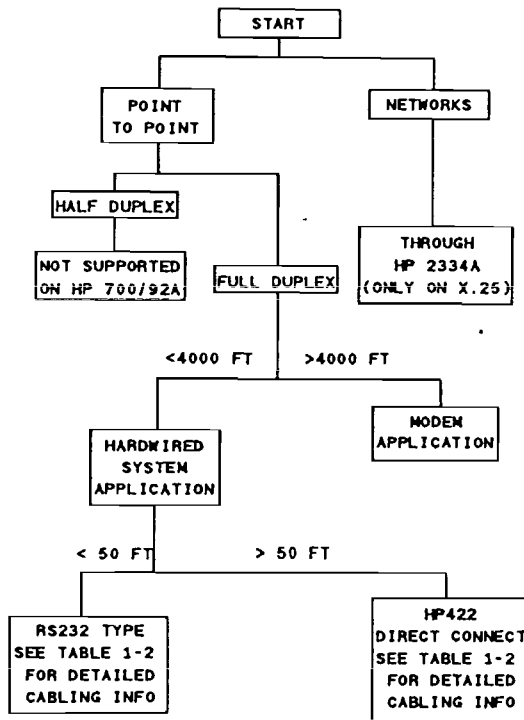 START
POINT
TO POINT
NETWORKS
HALF DUPLEX
NOT SUPPORTED
ON HP 700/92A
FULL DUPLEX
THROUGH
HP 2334A
(ONLY ON X.25)
<4000 FT
>4000 FT
HARDWIRED
SYSTEM
APPLICATION
MODEM
APPLICATION
< 50 FT
> 50 FT
RS232 TYPE
SEE TABLE 1-2
FOR DETAILED
CABLING INFO
HP422
DIRECT CONNECT
SEE TABLE 1-2
FOR DETAILED
CABLING INFO